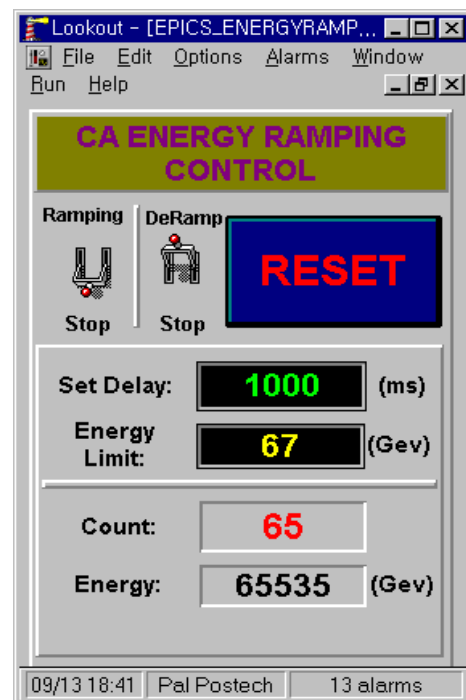 Lookout - [EPICS_ENERGYRAMP...
File Edit Options Alarms Window
Run Help
CA ENERGY RAMPING
CONTROL
Ramping DeRamp
RESET
Stop Stop
Set Delay: 1000 (ms)
Energy
Limit: 67 (Gev)
Count: 65
Energy: 65535 (Gev)
09/13 18:41 Pal Postech 13 alarms